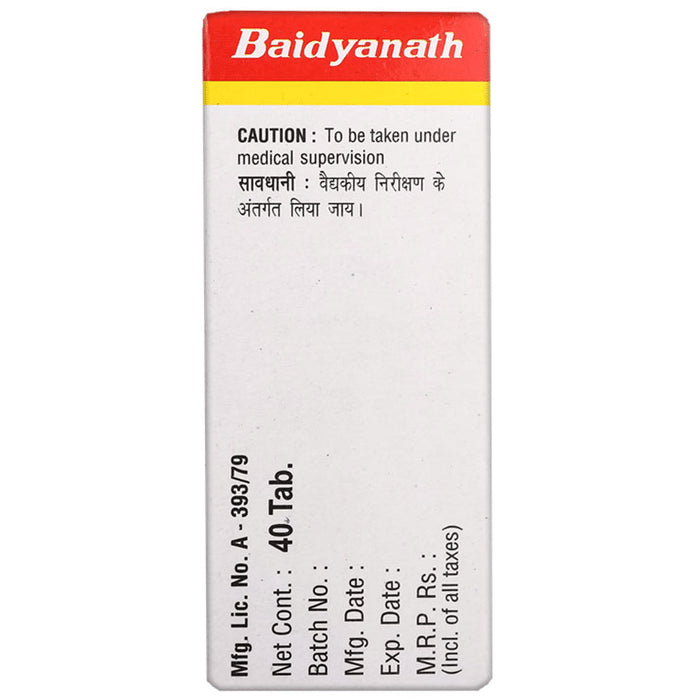 Baidyanath
CAUTION : To be taken under
medical supervision
सावधानी : वैद्यकीय निरीक्षण के
अंतर्गत लिया जाय।
Mfg. Lic. No. A - 393/79
Net Cont. : 40 Tab.
Batch No. :
Mfg. Date :
Exp. Date :
M.R.P. Rs. :
(Incl. of all taxes)